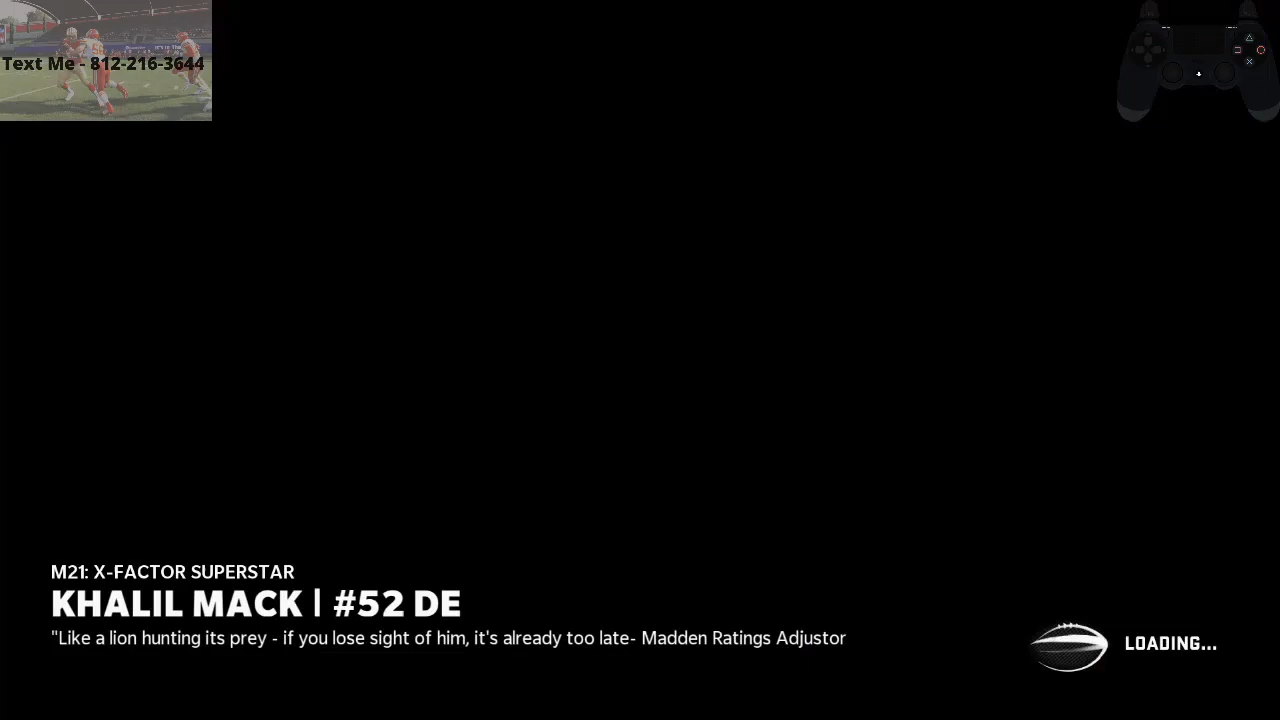 Text Me - 812-216-3644
M21: X-FACTOR SUPERSTAR
KHALIL MACK | #52 DE
"Like a lion hunting its prey - if you lose sight of him, it's already too late- Madden Ratings Adjustor
LOADING...